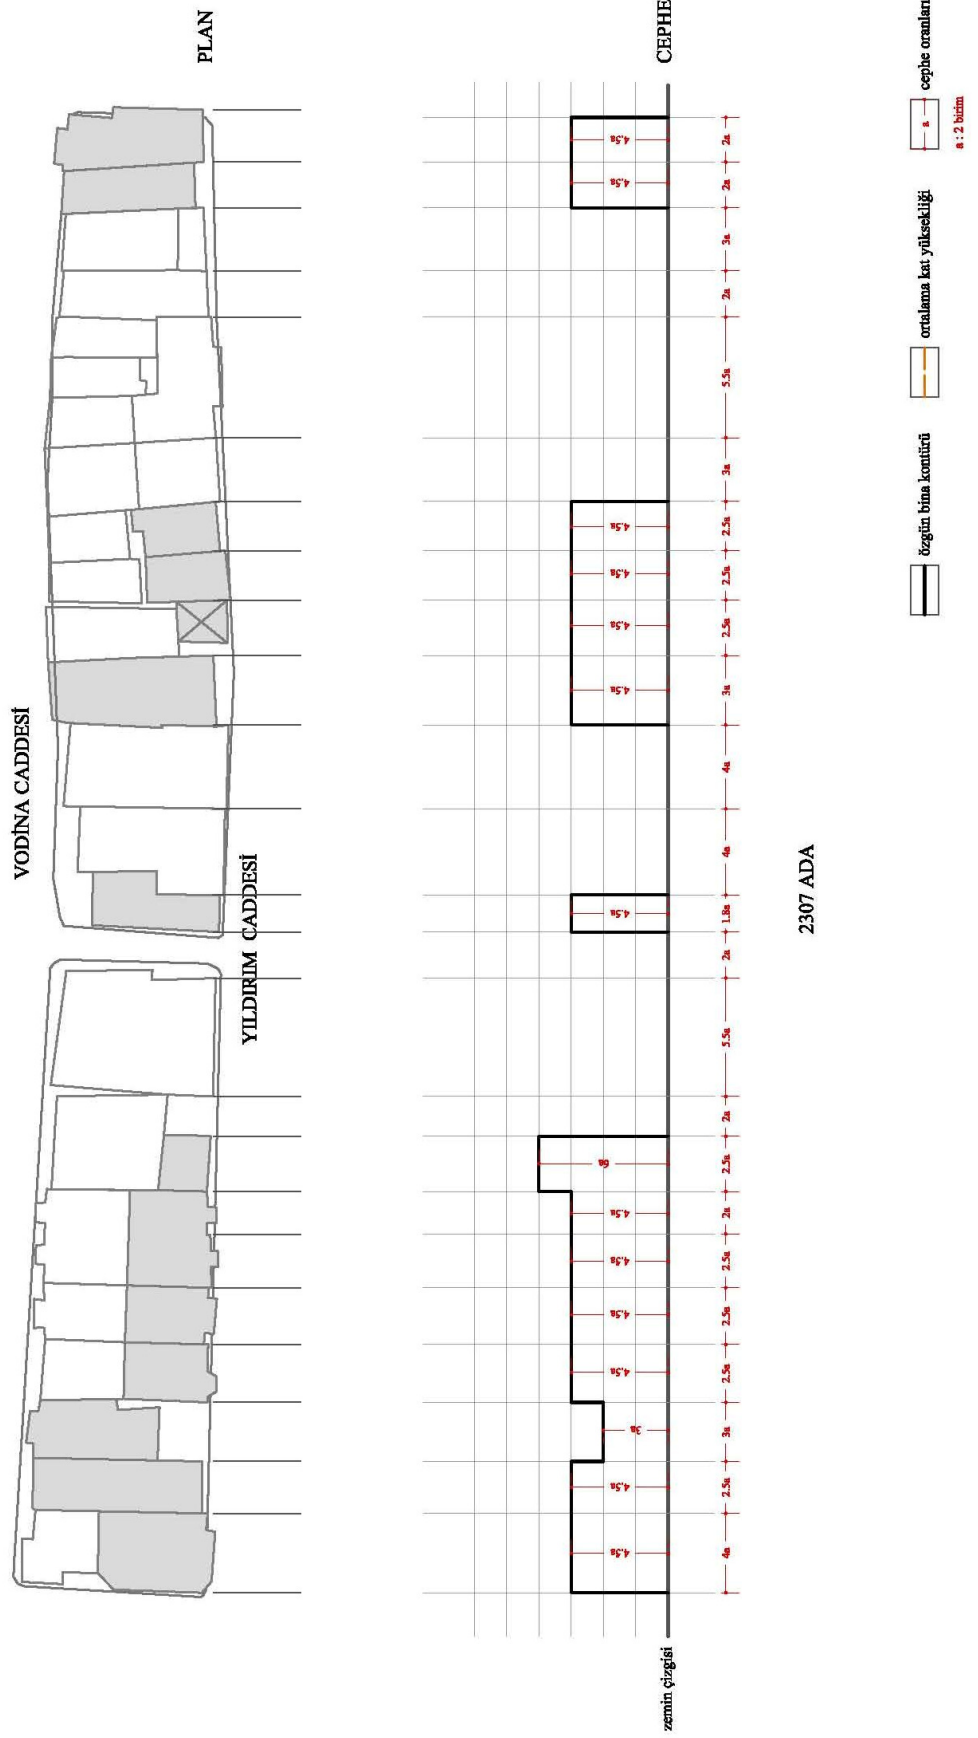 VODİNA CADDESİ
PLAN
YILDIRIM CADDESİ
CEPHE
4.5a
4.5a
3a
4.5a
4.5a
4.5a
4.5a
6a
4.5a
4.5a
4.5a
4.5a
4.5a
4.5a
4.5a
zemin çizgisi
4a
2.5a
3a
2.5a
2.5a
2.5a
2a
2.5a
2a
5.5a
2a
1.8a
4a
4a
3a
2.5a
2.5a
2.5a
3a
5.5a
2a
3a
2a
2a
2307 ADA
özgün bina kontürü
ortalama kat yüksekliği
a
cephe oranları
a : 2 birim